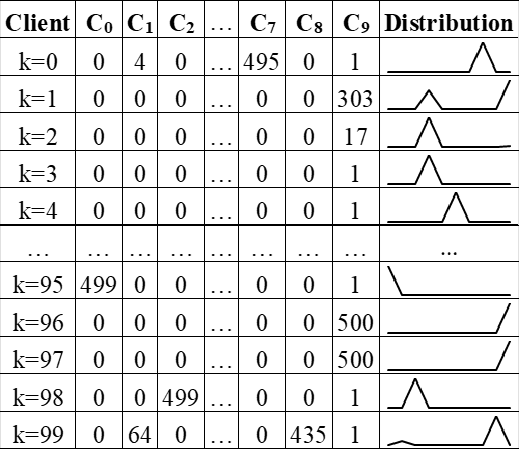 Client C₀ C₁ C₂ … C₇ C₈ C₉ Distribution
k=0 0 4 0 … 495 0 1
k=1 0 0 0 … 0 0 303
k=2 0 0 0 … 0 0 17
k=3 0 0 0 … 0 0 1
k=4 0 0 0 … 0 0 1
… … … … … … … … ...
k=95 499 0 0 … 0 0 1
k=96 0 0 0 … 0 0 500
k=97 0 0 0 … 0 0 500
k=98 0 0 499 … 0 0 1
k=99 0 64 0 … 0 435 1